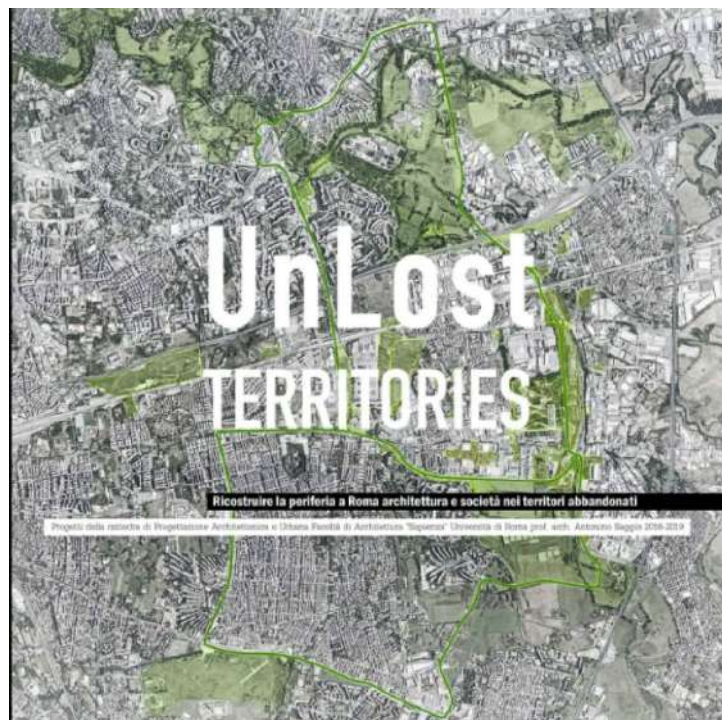 UnLost
TERRITORIES
Ricostruire la periferia a Roma architettura e società nei territori abbandonati
Progetti della cattedra di Progettazione Architettonica e Urbana Facoltà di Architettura "Sapienza" Università di Roma prof. arch. Antonino Saggio 2016-2019